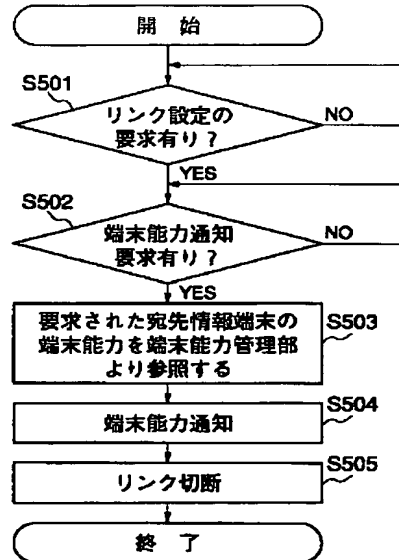 開 始
S501
リンク設定の
要求有り？
NO
YES
S502
端末能力通知
要求有り？
NO
YES
要求された宛先情報端末の
端末能力を端末能力管理部
より参照する
S503
端末能力通知
S504
リンク切断
S505
終 了